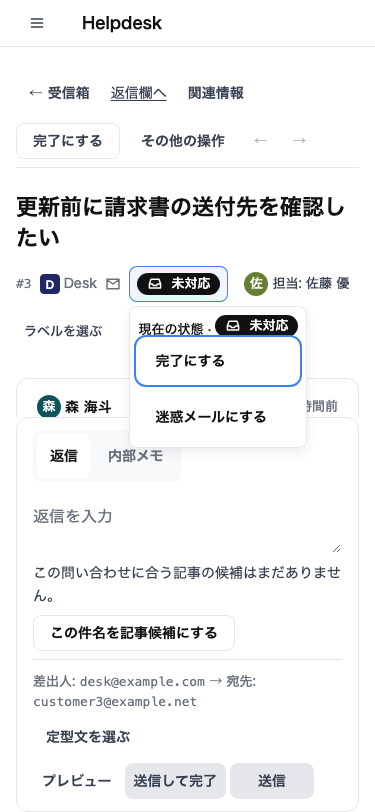 Helpdesk
← 受信箱 返信欄へ 関連情報
完了にする その他の操作 ← →
更新前に請求書の送付先を確認し
たい
#3 D Desk 未対応 佐 担当: 佐藤 優
ラベルを選ぶ
現在の状態 · 未対応
完了にする
迷惑メールにする
森 森 海斗 時間前
返信 内部メモ
返信を入力
この問い合わせに合う記事の候補はまだありませ
ん。
この件名を記事候補にする
差出人: desk@example.com → 宛先:
customer3@example.net
定型文を選ぶ
プレビュー 送信して完了 送信